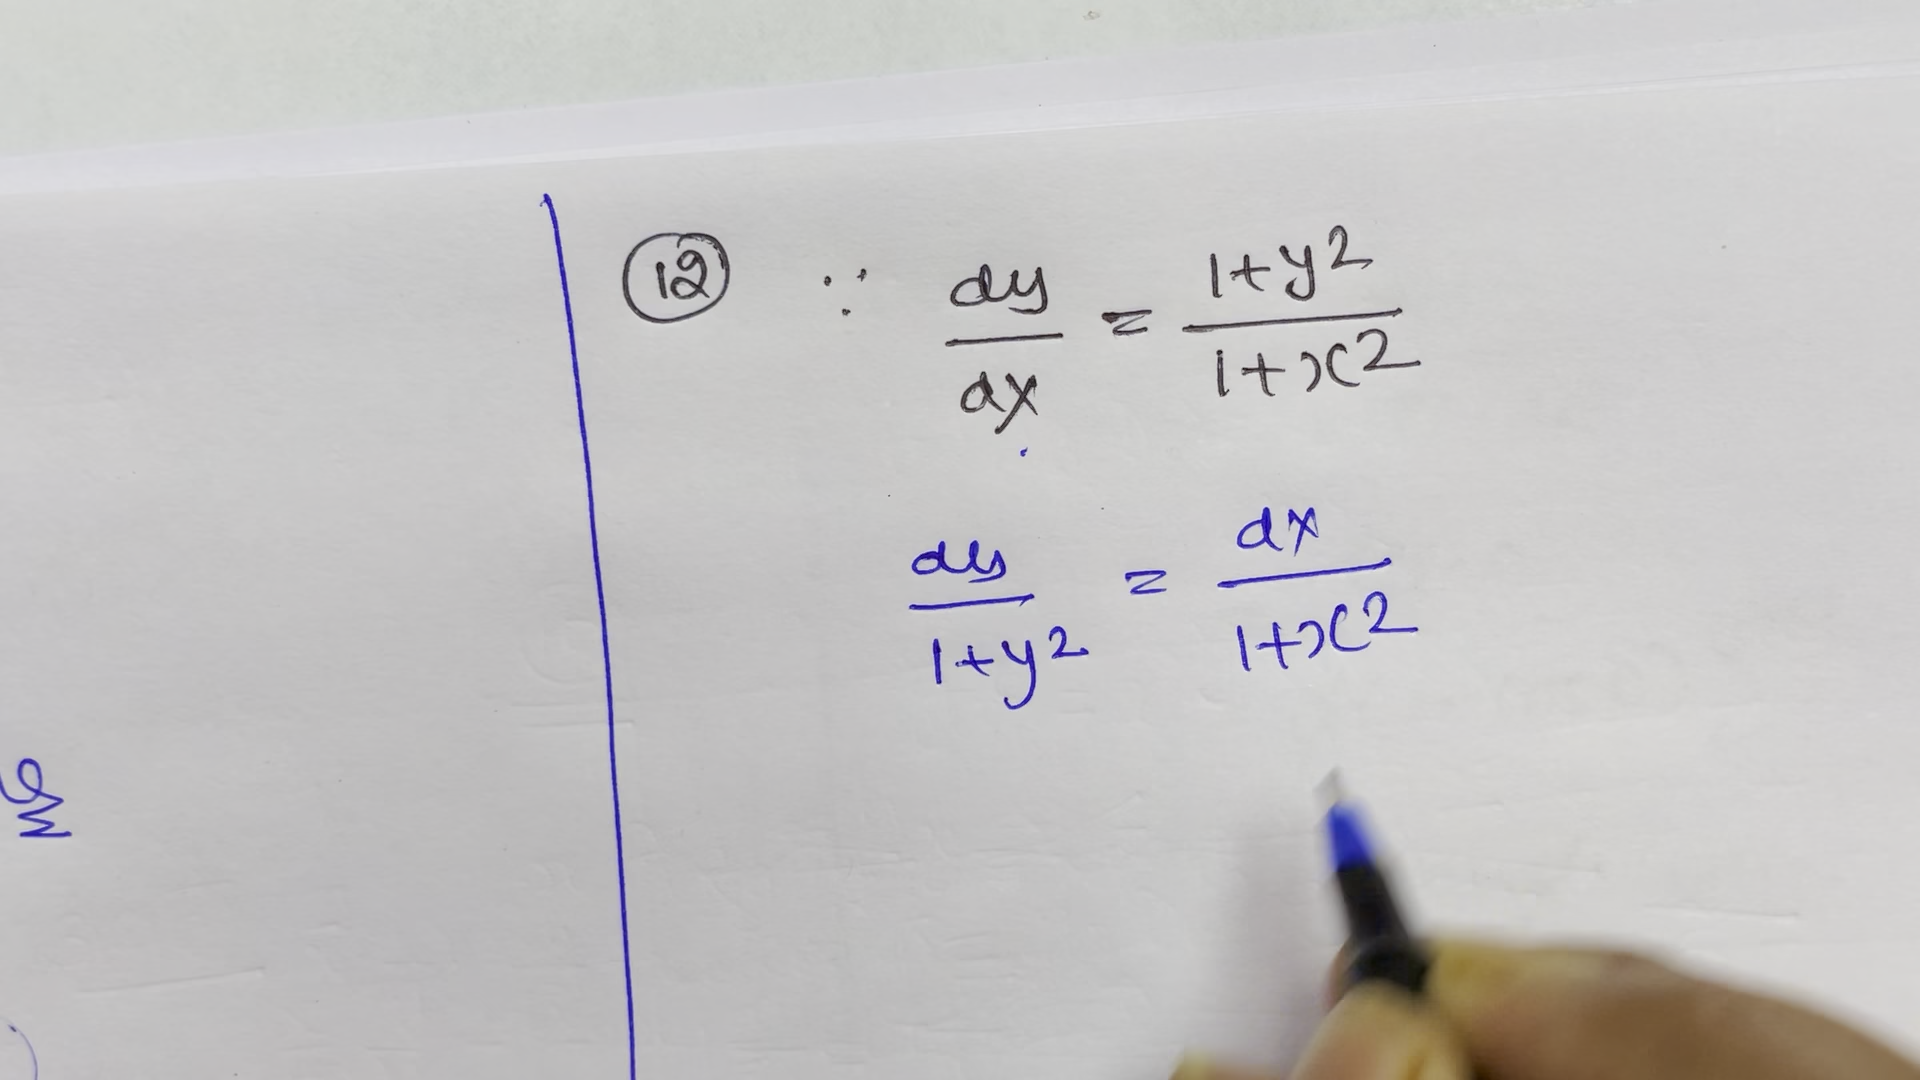 (12) ∵ dy/dx = 1+y²/1+x²
dy/1+y² = dx/1+x²